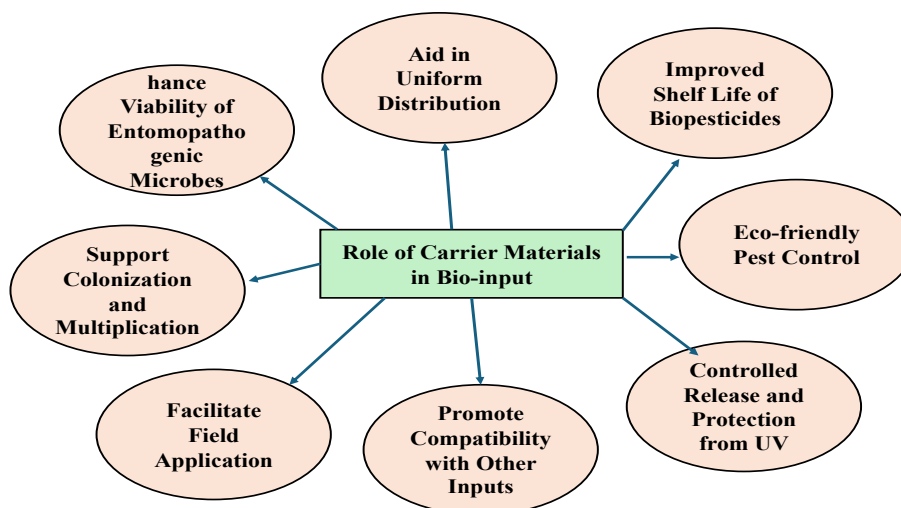 hance
Viability of
Entomopatho
genic
Microbes
Aid in
Uniform
Distribution
Improved
Shelf Life of
Biopesticides
Support
Colonization
and
Multiplication
Role of Carrier Materials
in Bio-input
Eco-friendly
Pest Control
Facilitate
Field
Application
Promote
Compatibility
with Other
Inputs
Controlled
Release and
Protection
from UV